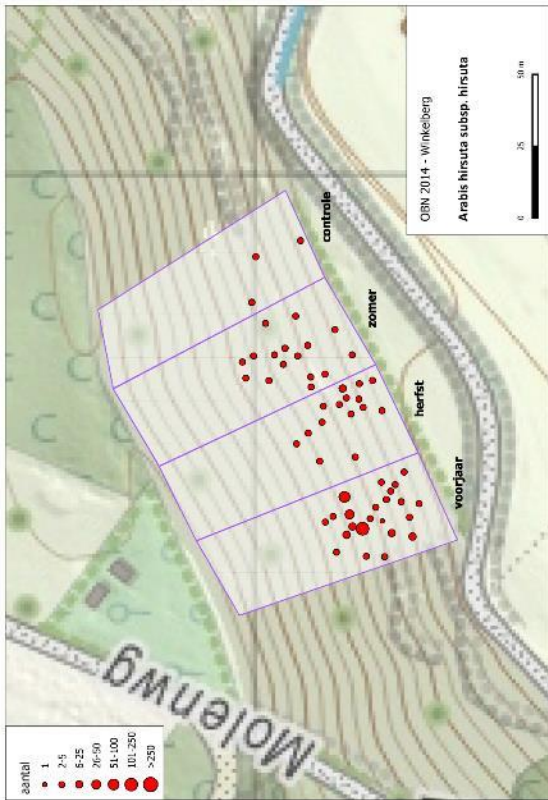 OBN 2014 - Winkelberg
Arabis hirsuta subsp. hirsuta
0 25 50 m
controle
zomer
herfst
voorjaar
Molenwg
aantal
1
2-5
6-25
26-50
51-100
101-250
>250